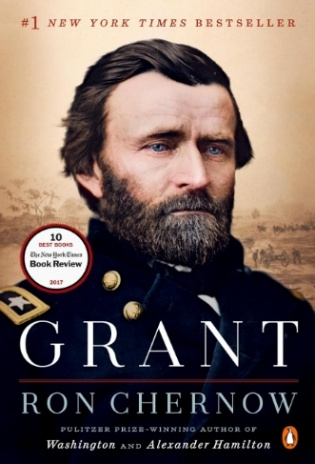 #1 NEW YORK TIMES BESTSELLER
10
BEST BOOKS
The New York Times
Book Review
2017
GRANT
RON CHERNOW
PULITZER PRIZE-WINNING AUTHOR OF
Washington AND Alexander Hamilton